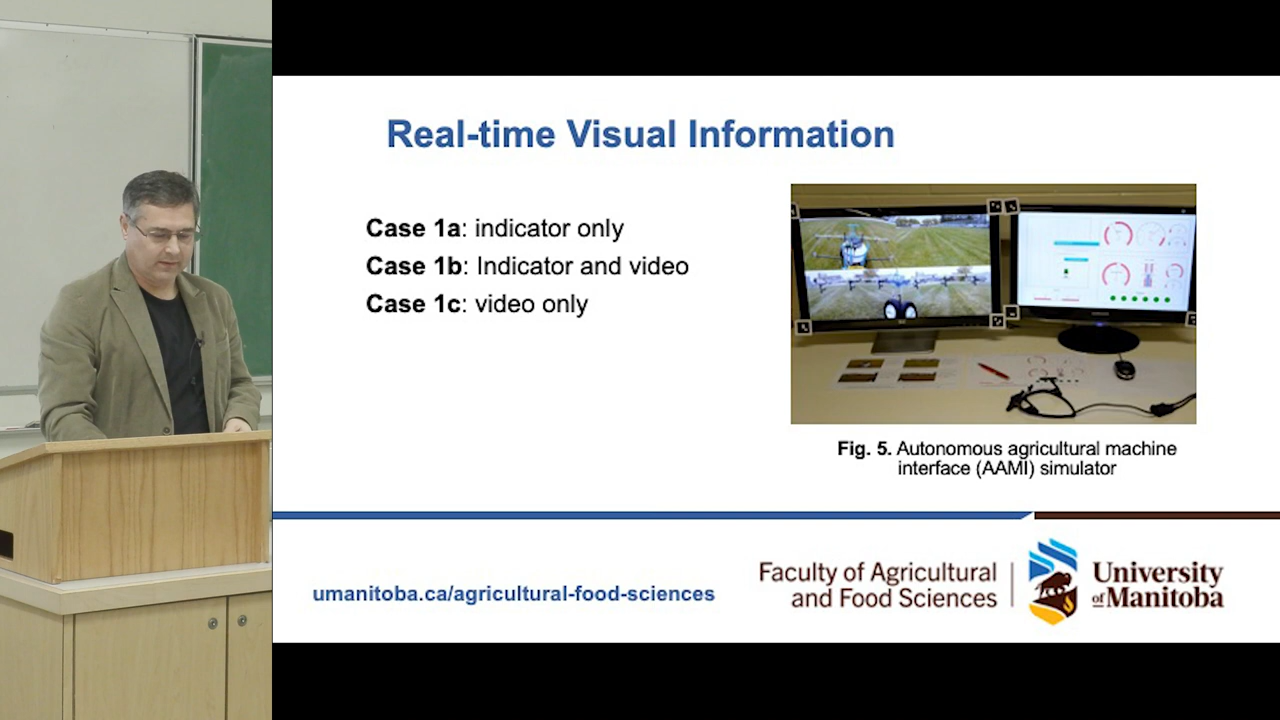 Real-time Visual Information
Case 1a: indicator only
Case 1b: Indicator and video
Case 1c: video only
Fig. 5. Autonomous agricultural machine
interface (AAMI) simulator
umanitoba.ca/agricultural-food-sciences
Faculty of Agricultural
and Food Sciences
University
of Manitoba